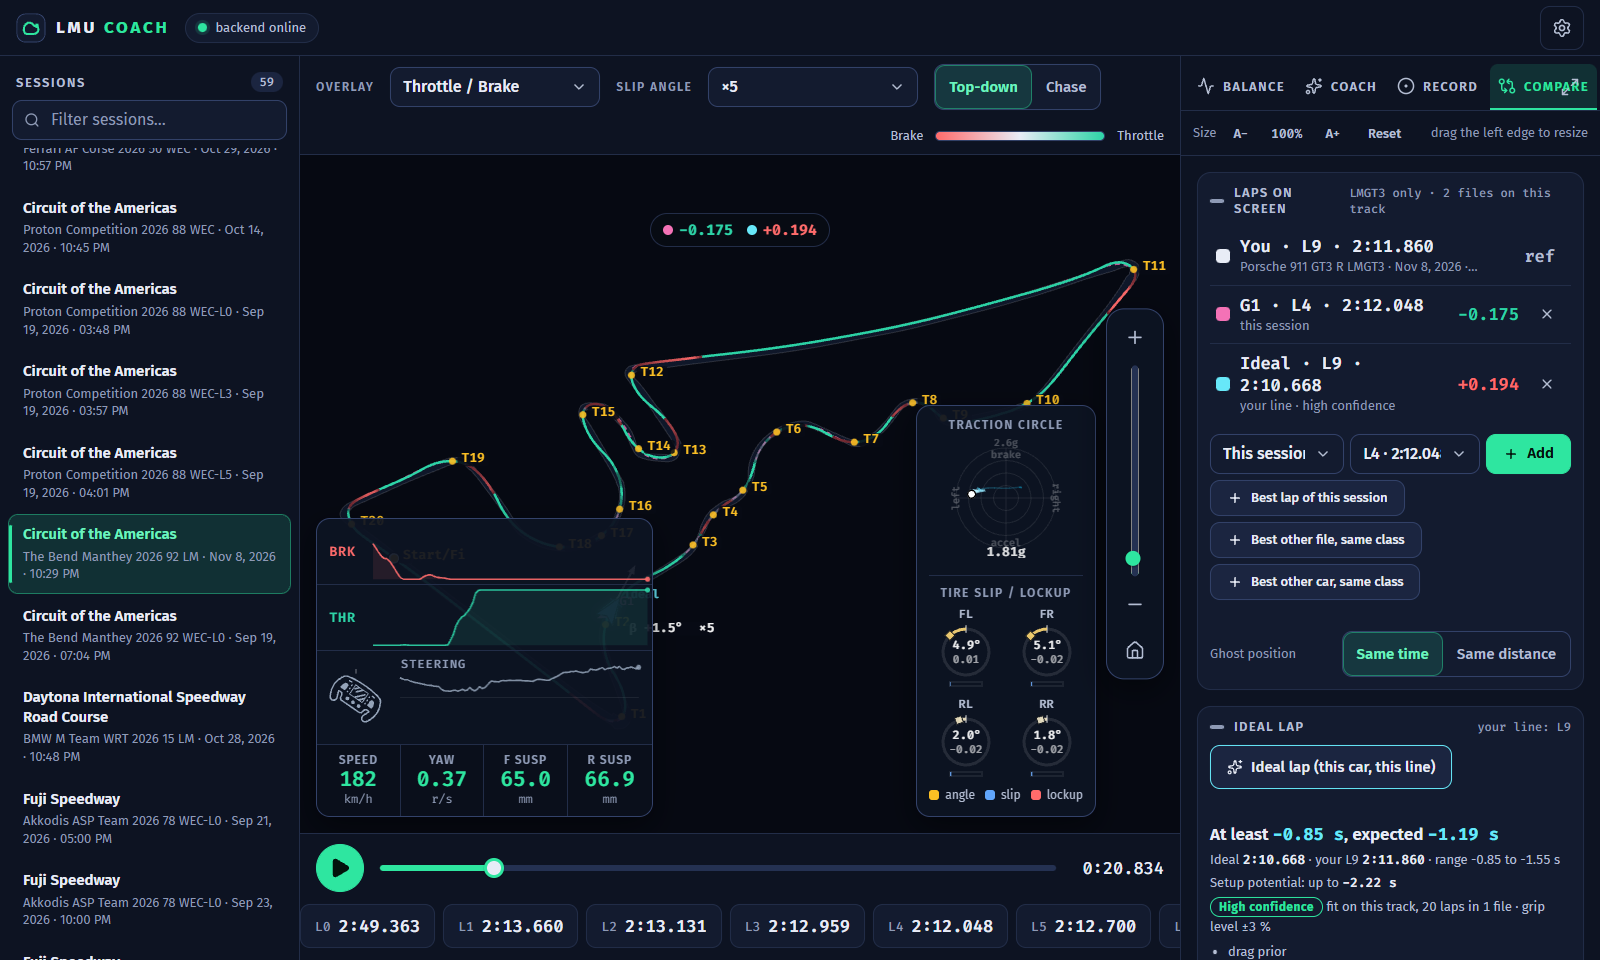 LMU COACH
backend online
SESSIONS
59
Filter sessions...
Ferrari AF Corse 2026 50 WEC · Oct 29, 2026 ·
10:57 PM
Circuit of the Americas
Proton Competition 2026 88 WEC · Oct 14,
2026 · 10:45 PM
Circuit of the Americas
Proton Competition 2026 88 WEC-L0 · Sep
19, 2026 · 03:48 PM
Circuit of the Americas
Proton Competition 2026 88 WEC-L3 · Sep
19, 2026 · 03:57 PM
Circuit of the Americas
Proton Competition 2026 88 WEC-L5 · Sep
19, 2026 · 04:01 PM
Circuit of the Americas
The Bend Manthey 2026 92 LM · Nov 8, 2026
· 10:29 PM
Circuit of the Americas
The Bend Manthey 2026 92 WEC-L0 · Sep 19,
2026 · 07:04 PM
Daytona International Speedway
Road Course
BMW M Team WRT 2026 15 LM · Oct 28, 2026
· 10:48 PM
Fuji Speedway
Akkodis ASP Team 2026 78 WEC-L0 · Sep 21,
2026 · 05:00 PM
Fuji Speedway
Akkodis ASP Team 2026 78 WEC-L0 · Sep 23,
2026 · 10:00 PM
Fuji Speedway
OVERLAY
Throttle / Brake
SLIP ANGLE
×5
Top-down
Chase
Brake
Throttle
−0.175
+0.194
T11
T12
T15
T14
T13
T19
T16
T6
T7
T8
T9
T10
T5
T4
T3
T20
T18
T17
T2
T1
Start/Fi
β −1.5° ×5
BRK
THR
STEERING
SPEED
182
km/h
YAW
0.37
r/s
F SUSP
65.0
mm
R SUSP
66.9
mm
TRACTION CIRCLE
2.6g
brake
left
right
accel
1.81g
TIRE SLIP / LOCKUP
FL
4.9°
0.01
FR
5.1°
−0.02
RL
2.0°
−0.02
RR
1.8°
−0.02
angle
slip
lockup
0:20.834
L0 2:49.363
L1 2:13.660
L2 2:13.131
L3 2:12.959
L4 2:12.048
L5 2:12.700
L
BALANCE
COACH
RECORD
COMPARE
Size
A−
100%
A+
Reset
drag the left edge to resize
LAPS ON
SCREEN
LMGT3 only · 2 files on this
track
You · L9 · 2:11.860
Porsche 911 GT3 R LMGT3 · Nov 8, 2026 ·...
ref
G1 · L4 · 2:12.048
this session
−0.175
Ideal · L9 ·
2:10.668
your line · high confidence
+0.194
This session
L4 · 2:12.04
Add
Best lap of this session
Best other file, same class
Best other car, same class
Ghost position
Same time
Same distance
IDEAL LAP
your line: L9
Ideal lap (this car, this line)
At least −0.85 s, expected −1.19 s
Ideal 2:10.668 · your L9 2:11.860 · range -0.85 to -1.55 s
Setup potential: up to −2.22 s
High confidence fit on this track, 20 laps in 1 file · grip
level ±3 %
• drag prior